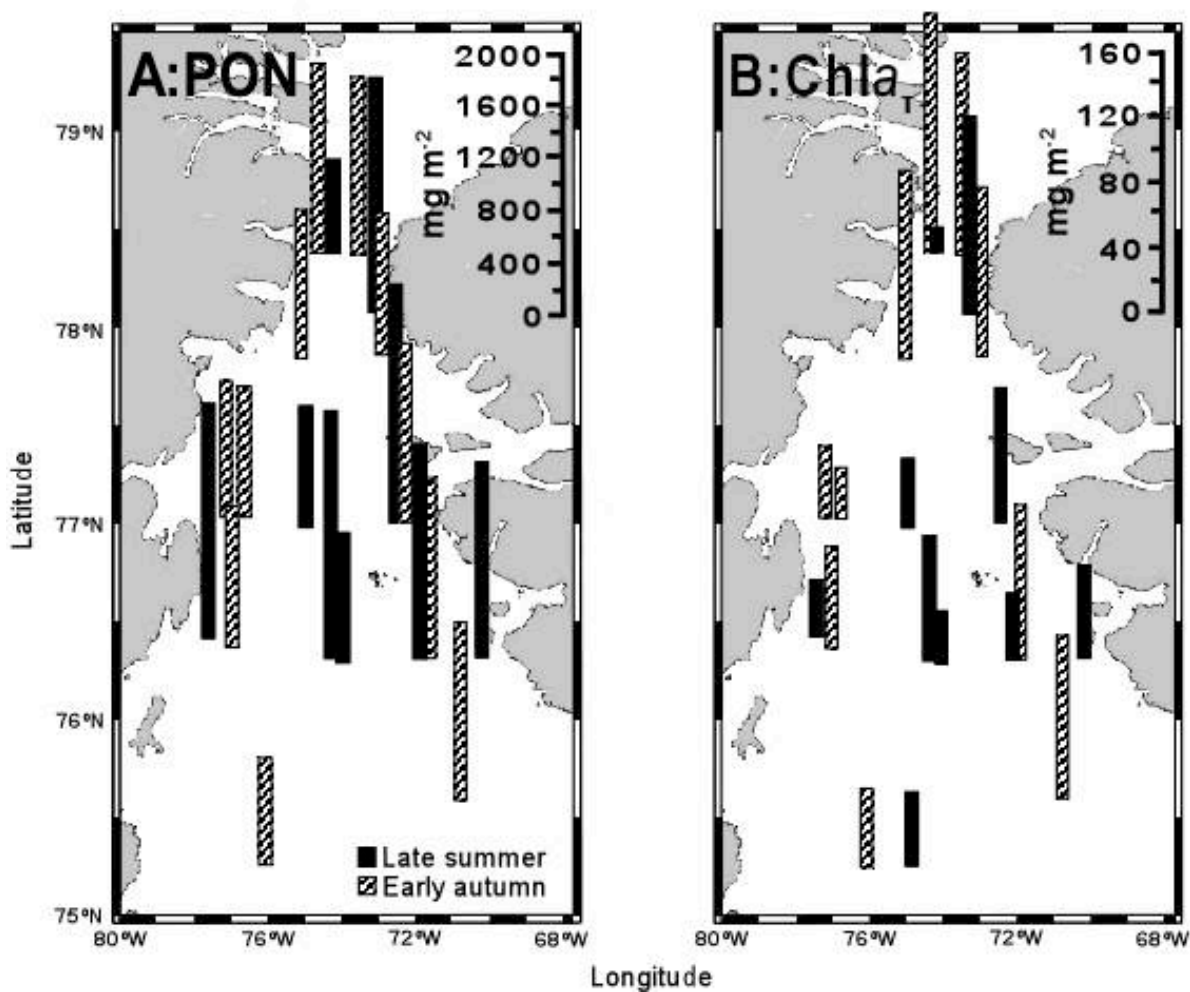 A:PON
2000
1600
1200
800
400
0
mg m-2
79°N
78°N
77°N
76°N
75°N
Latitude
Late summer
Early autumn
80°W 76°W 72°W 68°W
B:Chla T
160
120
80
40
0
mg m-2
80°W 76°W 72°W 68°W
Longitude